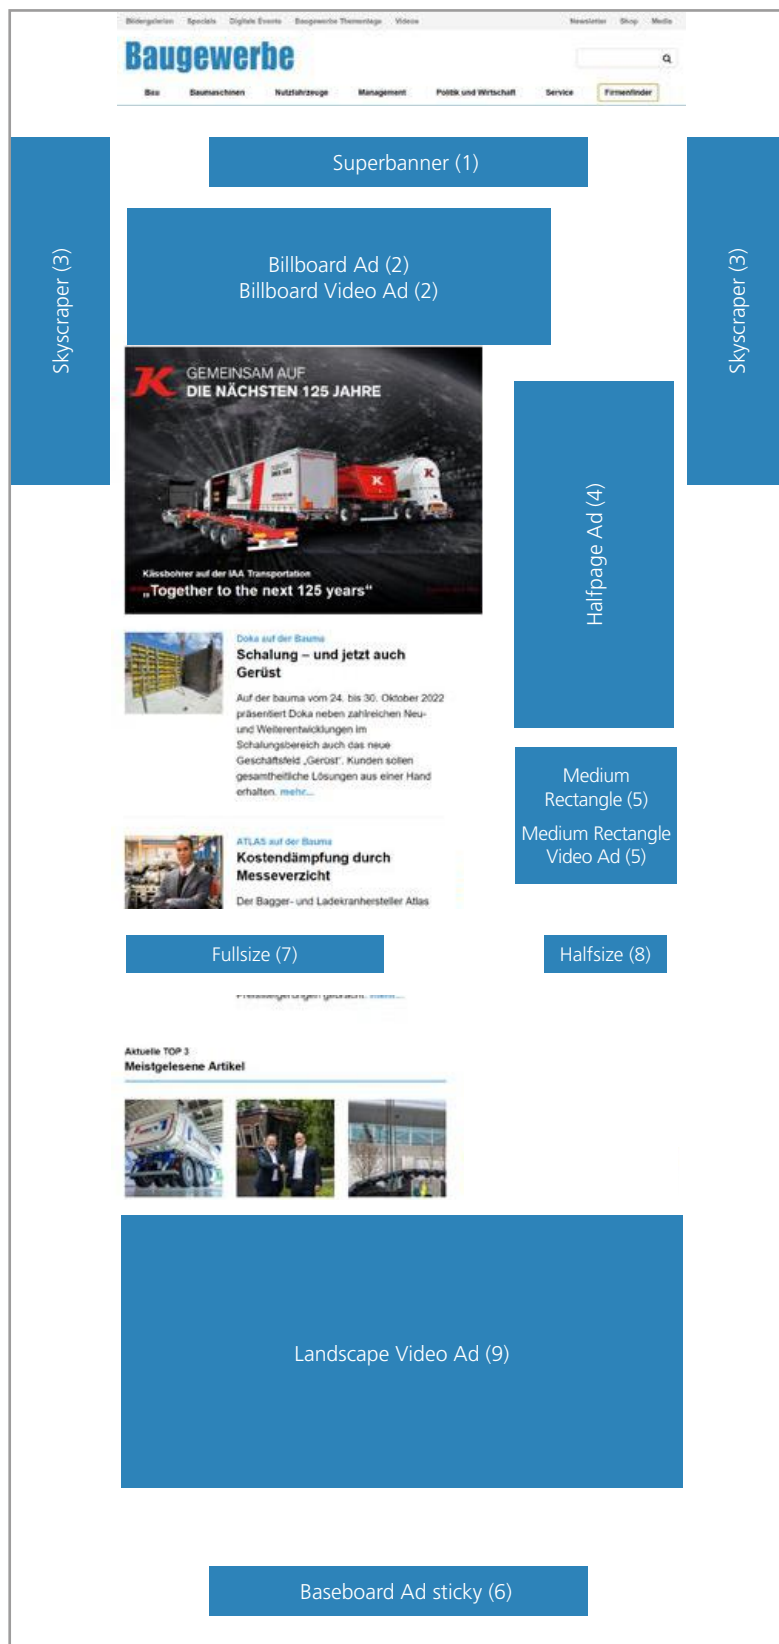 Bildergalerien Specials Digitale Events Baugewerbe Thementage Videos Newsletter Shop Media
Baugewerbe
Bau Baumaschinen Nutzfahrzeuge Management Politik und Wirtschaft Service Firmenfinder
Superbanner (1)
Skyscraper (3)
Skyscraper (3)
Billboard Ad (2)
Billboard Video Ad (2)
K GEMEINSAM AUF
DIE NÄCHSTEN 125 JAHRE
Kässbohrer auf der IAA Transportation
„Together to the next 125 years“
Halfpage Ad (4)
Doka auf der Bauma
Schalung – und jetzt auch
Gerüst
Auf der bauma vom 24. bis 30. Oktober 2022
präsentiert Doka neben zahlreichen Neu-
und Weiterentwicklungen im
Schalungsbereich auch das neue
Geschäftsfeld „Gerüst“. Kunden sollen
gesamtheitliche Lösungen aus einer Hand
erhalten. mehr...
Medium
Rectangle (5)
Medium Rectangle
Video Ad (5)
ATLAS auf der Bauma
Kostendämpfung durch
Messeverzicht
Der Bagger- und Ladekranhersteller Atlas
Fullsize (7)
Halfsize (8)
Preissteigerungen gebracht. mehr...
Aktuelle TOP 3
Meistgelesene Artikel
Landscape Video Ad (9)
Baseboard Ad sticky (6)